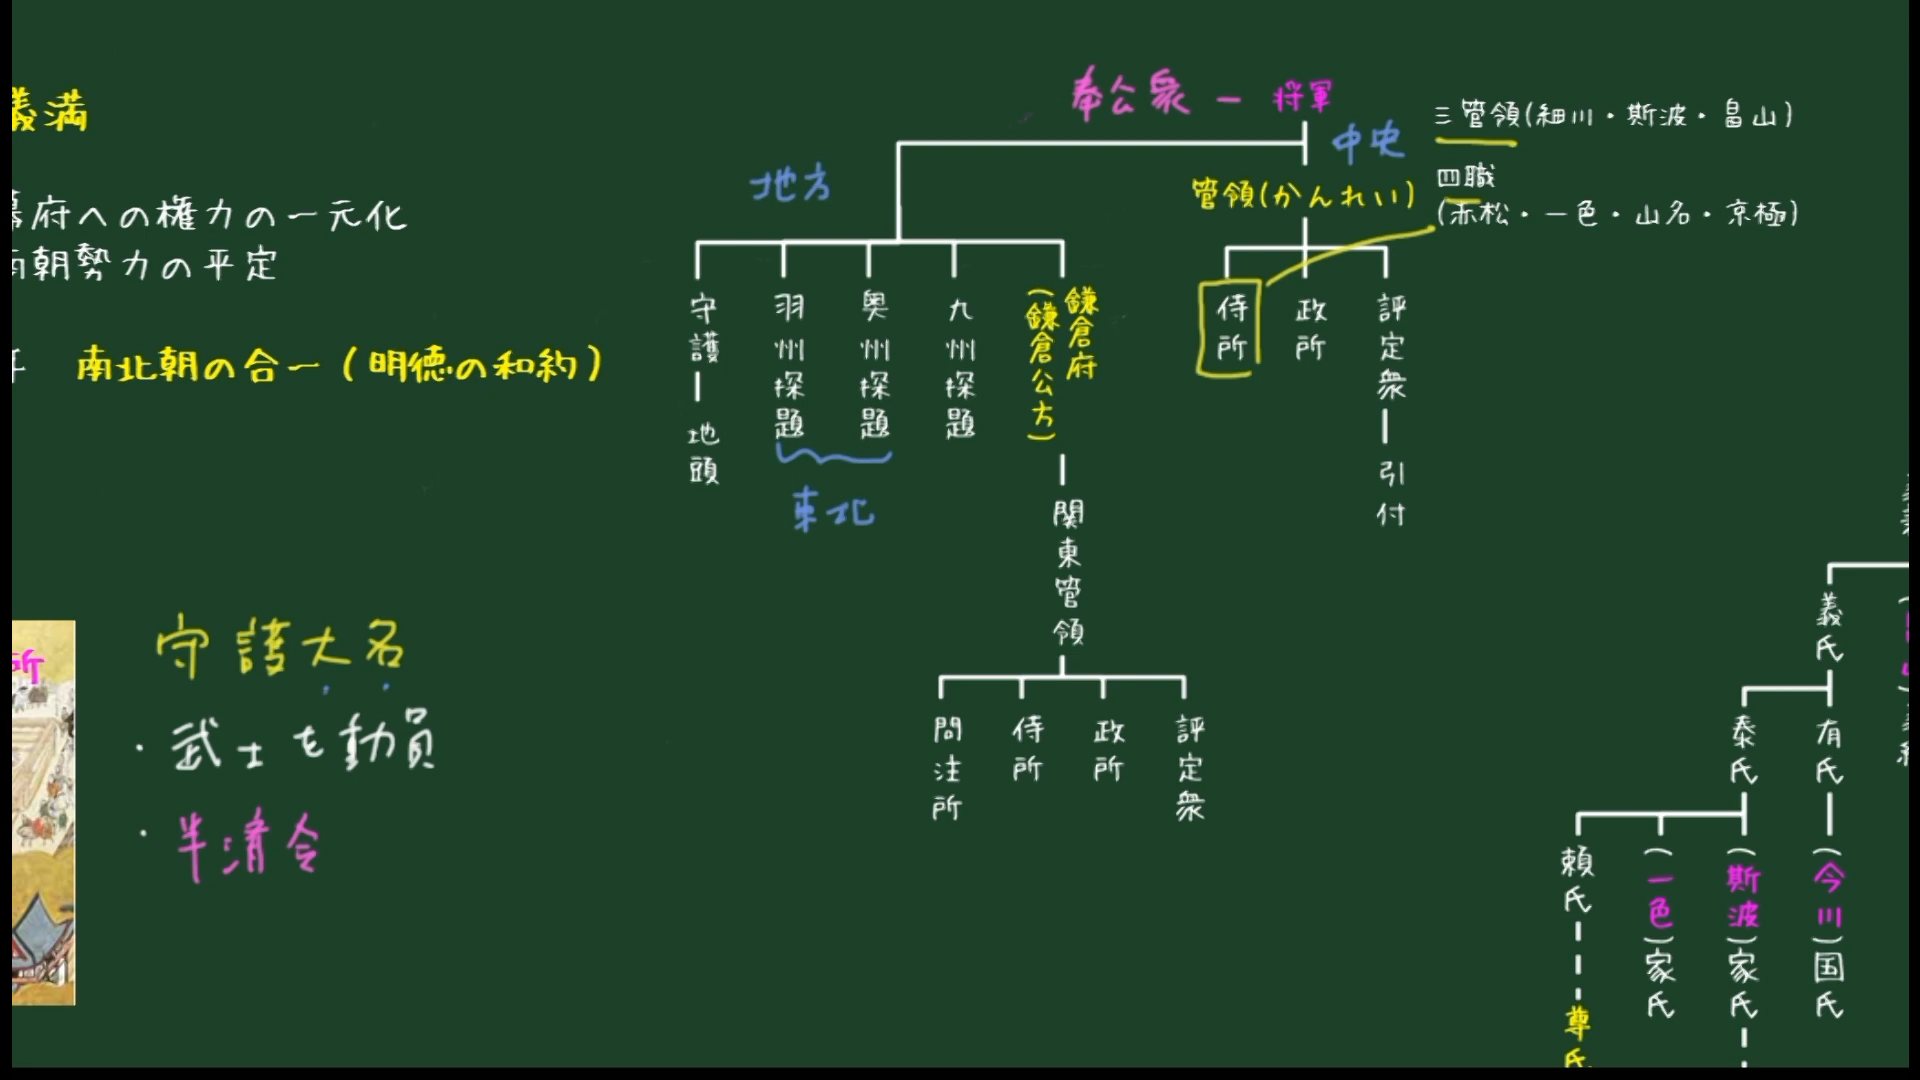 義満
幕府への権力の一元化
南朝勢力の平定
南北朝の合一(明徳の和約)
守護大名
・武士を動員
・半済令
所
奉公衆 - 将軍
地方
中央
管領(かんれい)
三管領(細川・斯波・畠山)
四職
(赤松・一色・山名・京極)
守護
地頭
羽州探題
奥州探題
東北
九州探題
鎌倉府
(鎌倉公方)
関東管領
問注所
侍所
政所
評定衆
侍所
政所
評定衆
引付
義氏
泰氏
有氏
頼氏
尊氏
(一色)家氏
(斯波)家氏
(今川)国氏